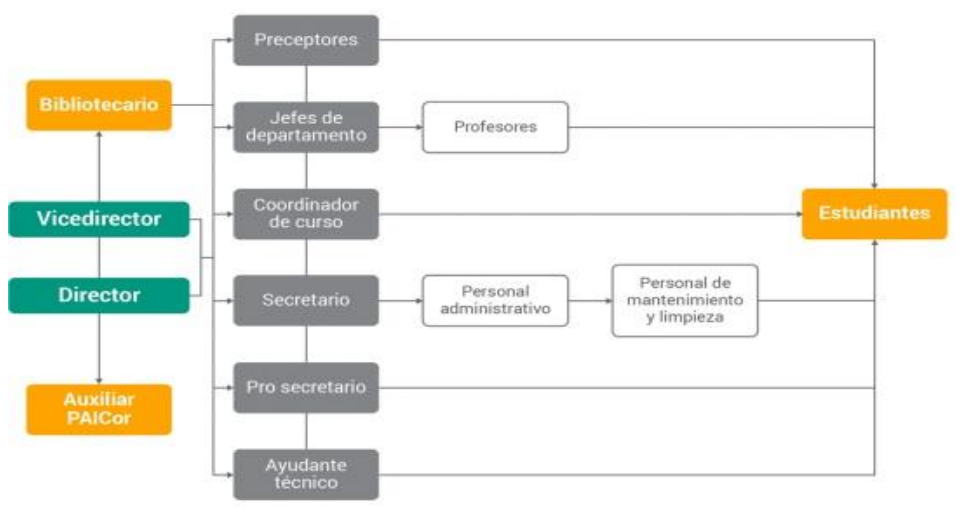 Preceptores
Bibliotecario
Jefes de
departamento
Profesores
Vicedirector
Coordinador
de curso
Estudiantes
Director
Secretario
Personal
administrativo
Personal de
mantenimiento
y limpieza
Pro secretario
Auxiliar
PAICor
Ayudante
técnico